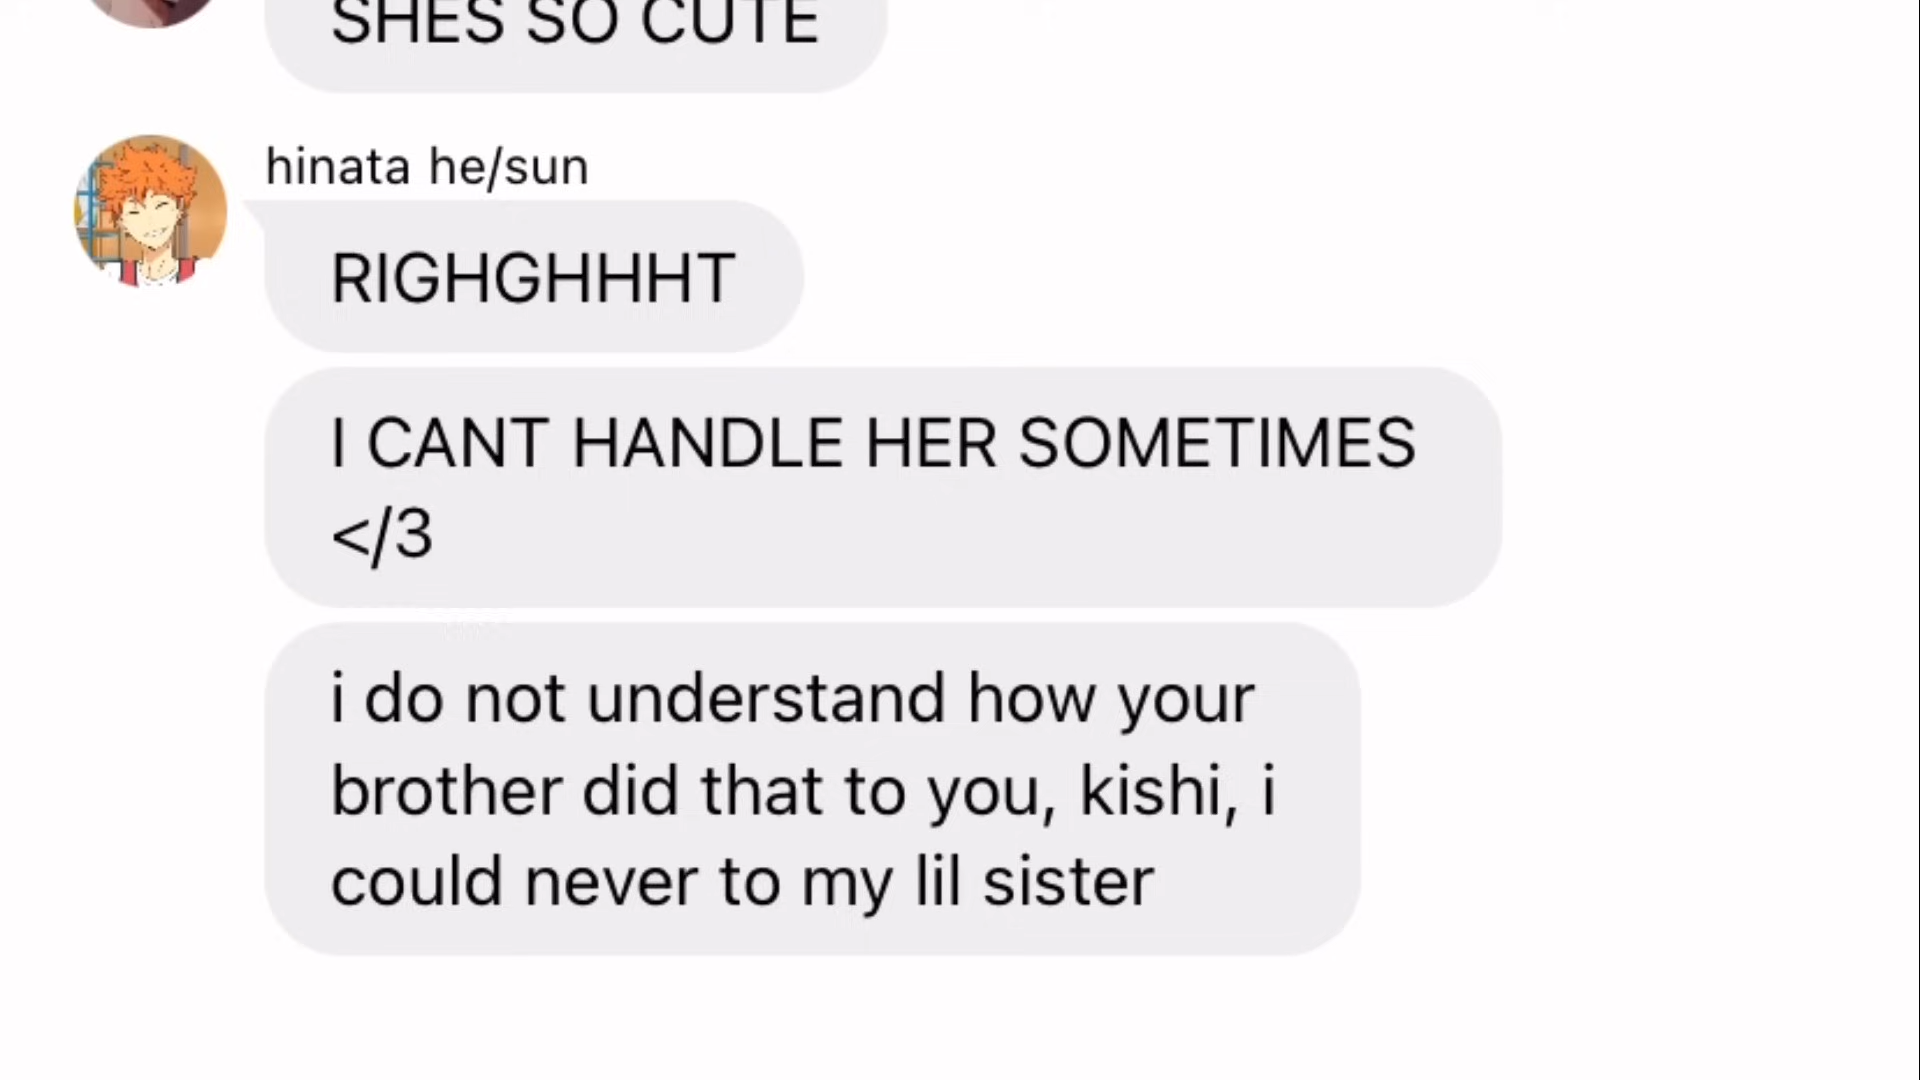 SHES SO CUTE
hinata he/sun
RIGHGHHHT
I CANT HANDLE HER SOMETIMES
</3
i do not understand how your
brother did that to you, kishi, i
could never to my lil sister